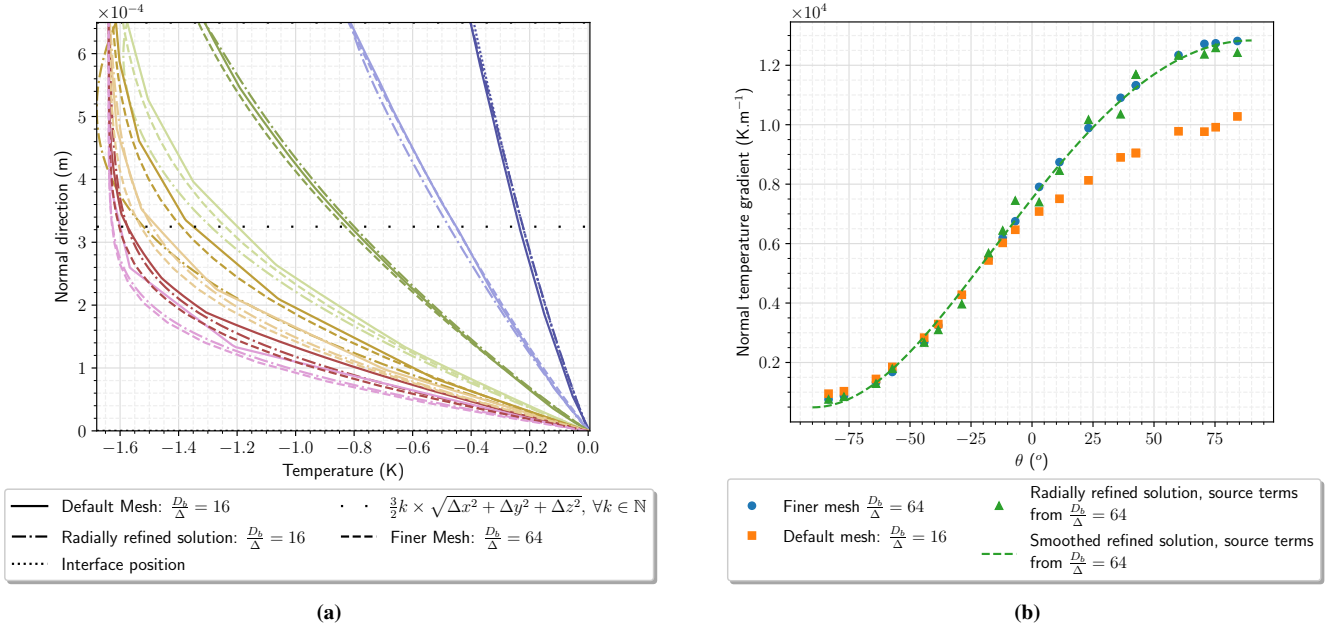 ×10⁻⁴
6
5
4
3
2
1
0
−1.6
−1.4
−1.2
−1.0
−0.8
−0.6
−0.4
−0.2
0.0
Normal direction (m)
Temperature (K)
Default Mesh: D_b/Δ = 16
3/2 k × √(Δx² + Δy² + Δz²), ∀k ∈ ℕ
Radially refined solution: D_b/Δ = 16
Finer Mesh: D_b/Δ = 64
Interface position
(a)
×10⁴
1.2
1.0
0.8
0.6
0.4
0.2
−75
−50
−25
0
25
50
75
Normal temperature gradient (K.m⁻¹)
θ (°)
Finer mesh D_b/Δ = 64
Default mesh: D_b/Δ = 16
Radially refined solution, source terms
from D_b/Δ = 64
Smoothed refined solution, source terms
from D_b/Δ = 64
(b)